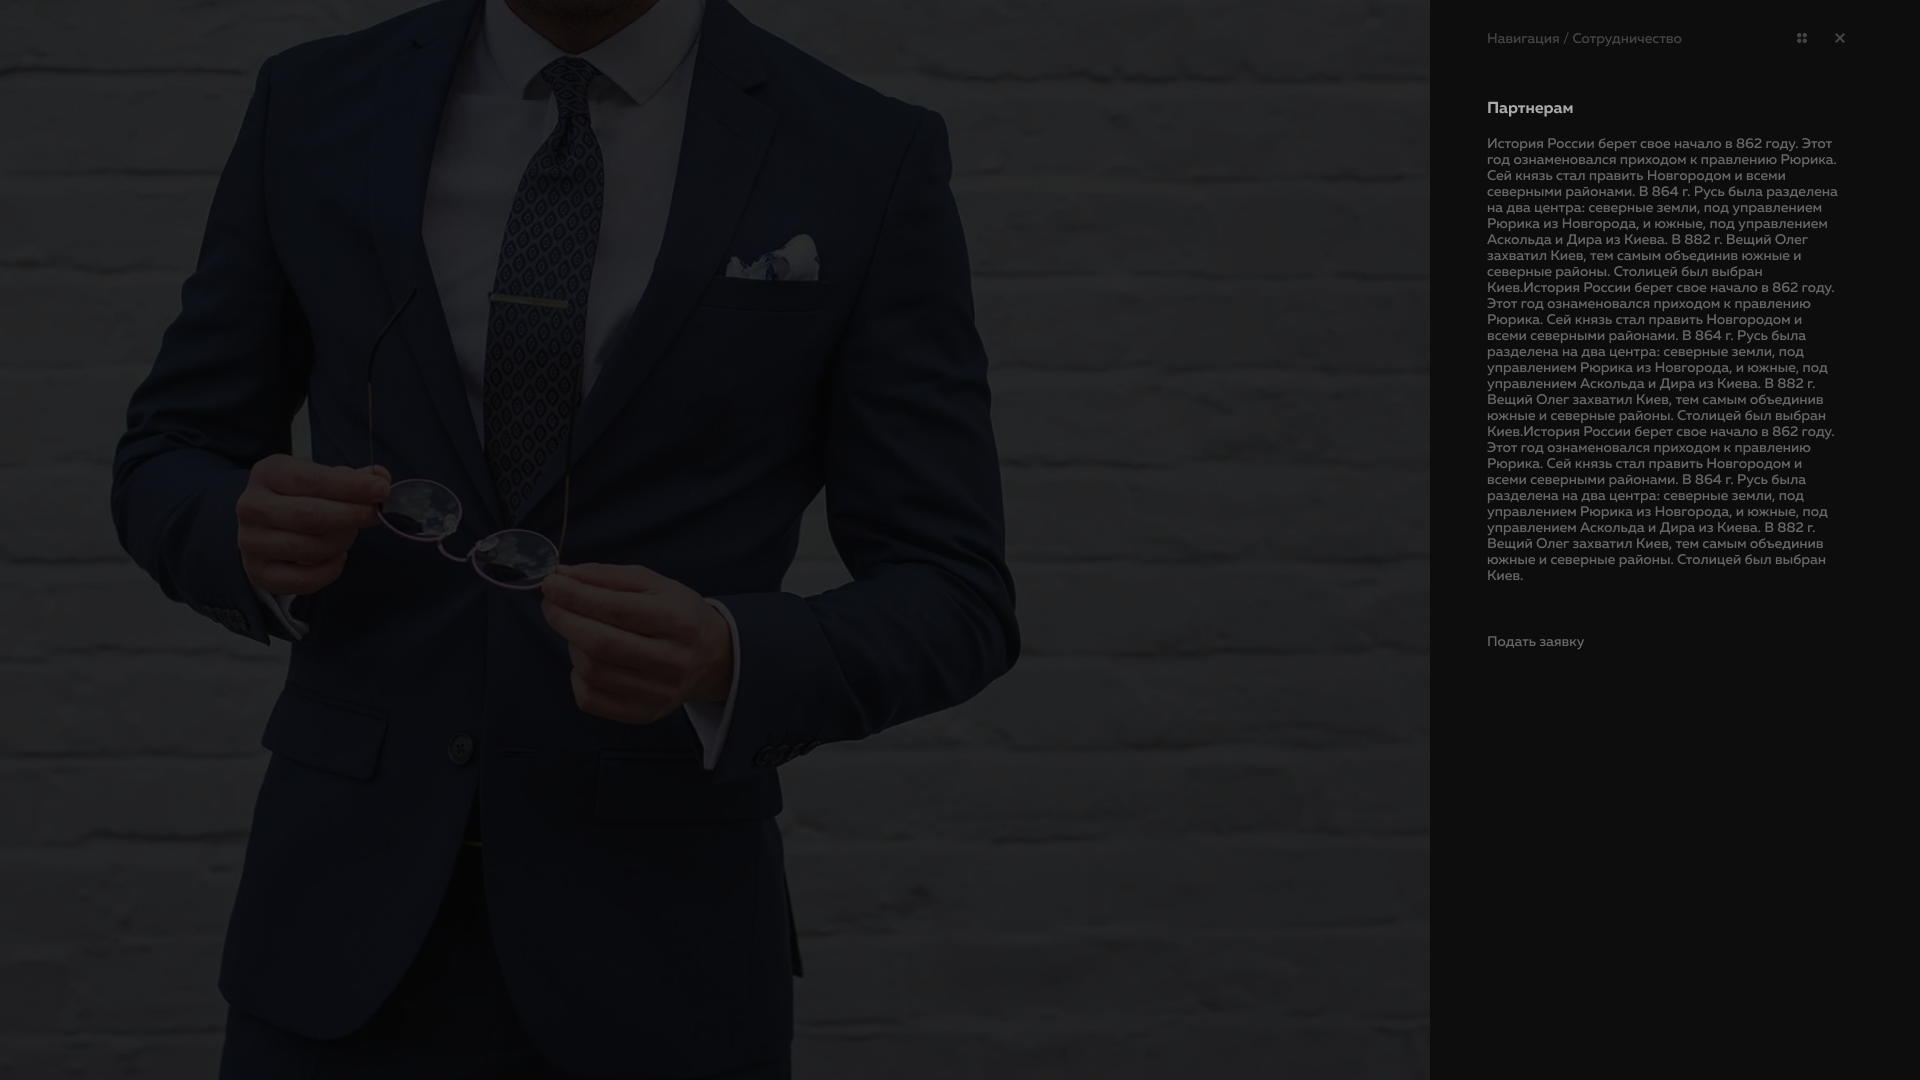 Навигация / Сотрудничество
Партнерам
История России берет свое начало в 862 году. Этот
год ознаменовался приходом к правлению Рюрика.
Сей князь стал править Новгородом и всеми
северными районами. В 864 г. Русь была разделена
на два центра: северные земли, под управлением
Рюрика из Новгорода, и южные, под управлением
Аскольда и Дира из Киева. В 882 г. Вещий Олег
захватил Киев, тем самым объединив южные и
северные районы. Столицей был выбран
Киев.История России берет свое начало в 862 году.
Этот год ознаменовался приходом к правлению
Рюрика. Сей князь стал править Новгородом и
всеми северными районами. В 864 г. Русь была
разделена на два центра: северные земли, под
управлением Рюрика из Новгорода, и южные, под
управлением Аскольда и Дира из Киева. В 882 г.
Вещий Олег захватил Киев, тем самым объединив
южные и северные районы. Столицей был выбран
Киев.История России берет свое начало в 862 году.
Этот год ознаменовался приходом к правлению
Рюрика. Сей князь стал править Новгородом и
всеми северными районами. В 864 г. Русь была
разделена на два центра: северные земли, под
управлением Рюрика из Новгорода, и южные, под
управлением Аскольда и Дира из Киева. В 882 г.
Вещий Олег захватил Киев, тем самым объединив
южные и северные районы. Столицей был выбран
Киев.
Подать заявку